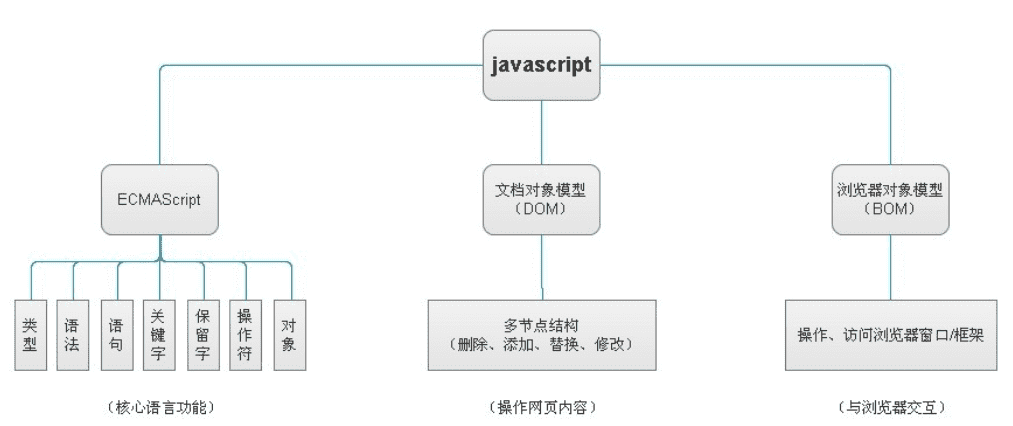 javascript
ECMAScript
文档对象模型
（DOM）
浏览器对象模型
（BOM）
类型
语法
语句
关键字
保留字
操作符
对象
多节点结构
（删除、添加、替换、修改）
操作、访问浏览器窗口/框架
（核心语言功能）
（操作网页内容）
（与浏览器交互）